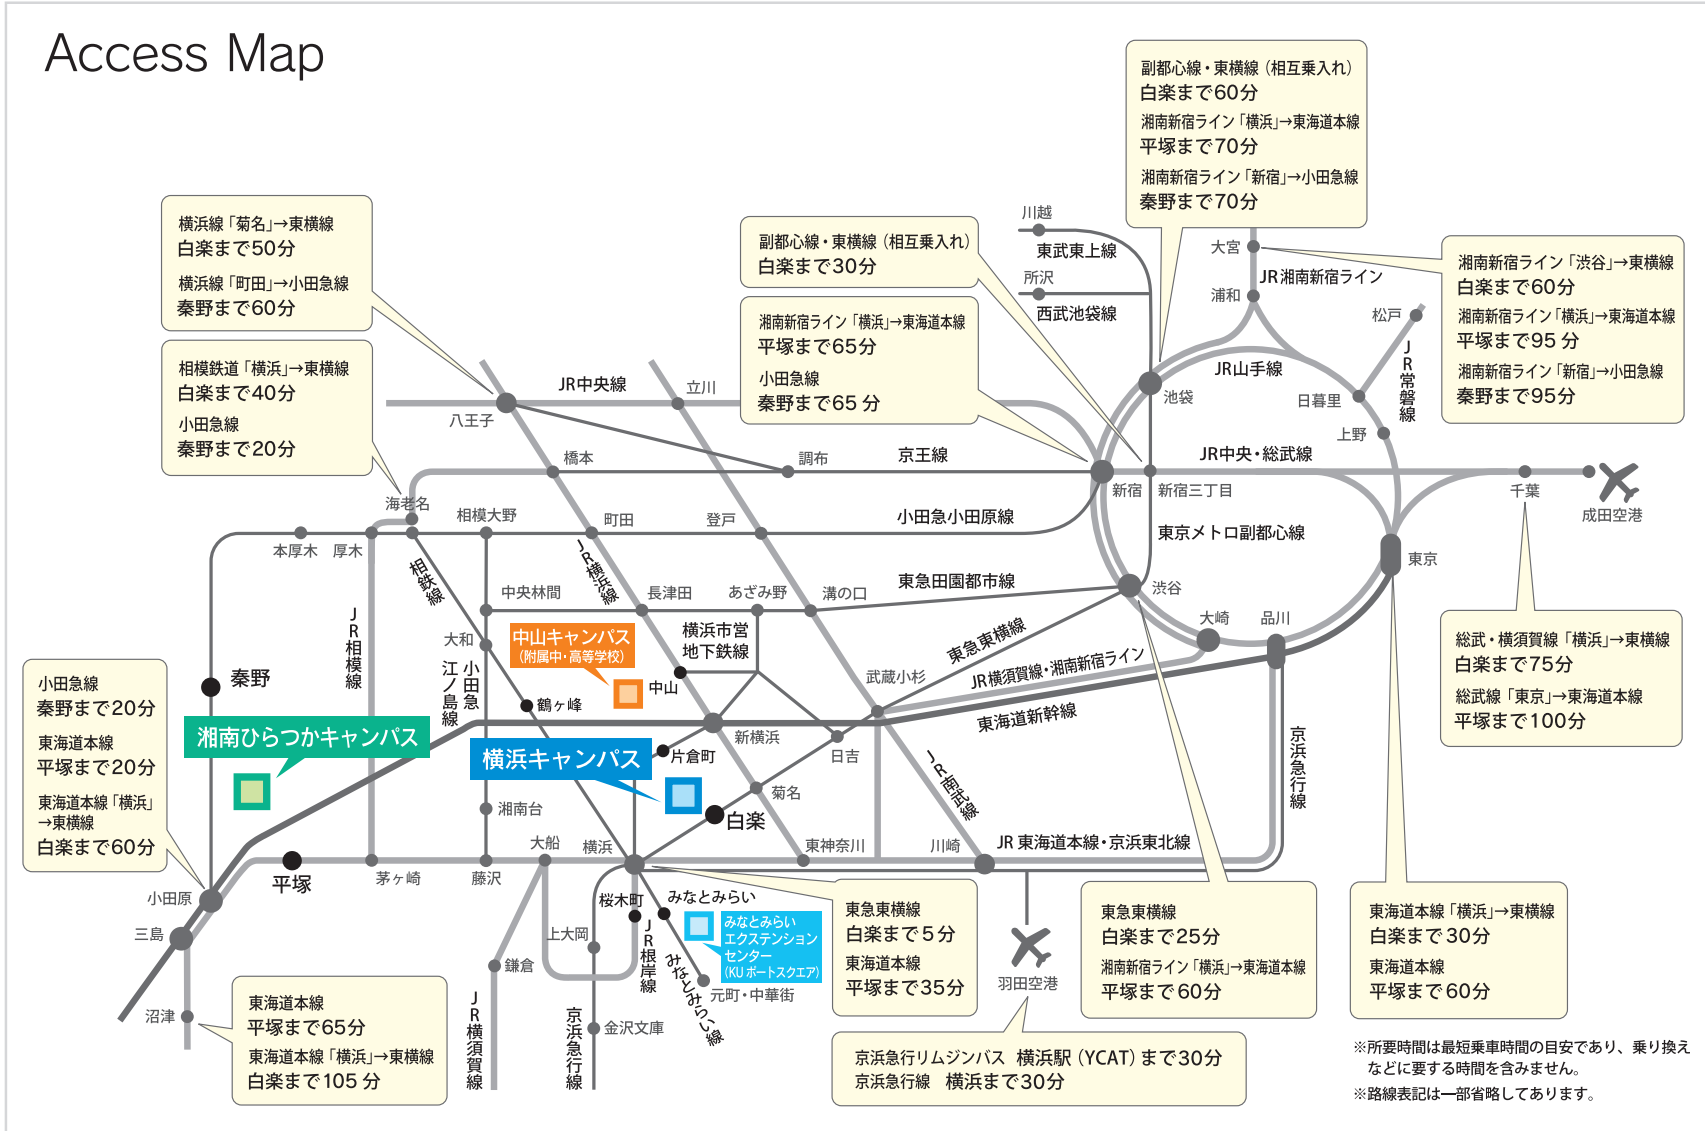 Access Map
副都心線・東横線（相互乗入れ）
白楽まで60分
湘南新宿ライン「横浜」→東海道本線
平塚まで70分
湘南新宿ライン「新宿」→小田急線
秦野まで70分
横浜線「菊名」→東横線
白楽まで50分
横浜線「町田」→小田急線
秦野まで60分
副都心線・東横線（相互乗入れ）
白楽まで30分
湘南新宿ライン「横浜」→東海道本線
平塚まで65分
小田急線
秦野まで65分
湘南新宿ライン「渋谷」→東横線
白楽まで60分
湘南新宿ライン「横浜」→東海道本線
平塚まで95分
湘南新宿ライン「新宿」→小田急線
秦野まで95分
相模鉄道「横浜」→東横線
白楽まで40分
小田急線
秦野まで20分
川越
東武東上線
所沢
西武池袋線
大宮
JR湘南新宿ライン
浦和
松戸
JR常磐線
JR山手線
池袋
日暮里
上野
JR中央線
立川
八王子
橋本
調布
京王線
新宿
新宿三丁目
JR中央・総武線
千葉
成田空港
海老名
本厚木
厚木
相模大野
町田
登戸
小田急小田原線
東京メトロ副都心線
東京
相鉄線
JR横浜線
中央林間
長津田
あざみ野
溝の口
東急田園都市線
渋谷
JR相模線
大和
小田急
江ノ島線
中山キャンパス
（附属中・高等学校）
中山
横浜市営
地下鉄線
東急東横線
大崎
品川
武蔵小杉
JR横須賀線・湘南新宿ライン
東海道新幹線
総武・横須賀線「横浜」→東横線
白楽まで75分
総武線「東京」→東海道本線
平塚まで100分
小田急線
秦野まで20分
東海道本線
平塚まで20分
東海道本線「横浜」
→東横線
白楽まで60分
秦野
湘南ひらつかキャンパス
鶴ヶ峰
横浜キャンパス
片倉町
新横浜
日吉
菊名
白楽
JR南武線
京浜急行線
湘南台
大船
横浜
東神奈川
川崎
JR 東海道本線・京浜東北線
平塚
茅ヶ崎
藤沢
小田原
三島
沼津
桜木町
みなとみらい
みなとみらい
エクステンション
センター
（KUポートスクエア）
上大岡
JR根岸線
みなとみらい線
元町・中華街
鎌倉
JR横須賀線
京浜急行線
金沢文庫
羽田空港
東海道本線
平塚まで65分
東海道本線「横浜」→東横線
白楽まで105分
東急東横線
白楽まで5分
東海道本線
平塚まで35分
東急東横線
白楽まで25分
湘南新宿ライン「横浜」→東海道本線
平塚まで60分
東海道本線「横浜」→東横線
白楽まで30分
東海道本線
平塚まで60分
京浜急行リムジンバス 横浜駅（YCAT）まで30分
京浜急行線 横浜まで30分
※所要時間は最短乗車時間の目安であり、乗り換え
などに要する時間を含みません。
※路線表記は一部省略してあります。